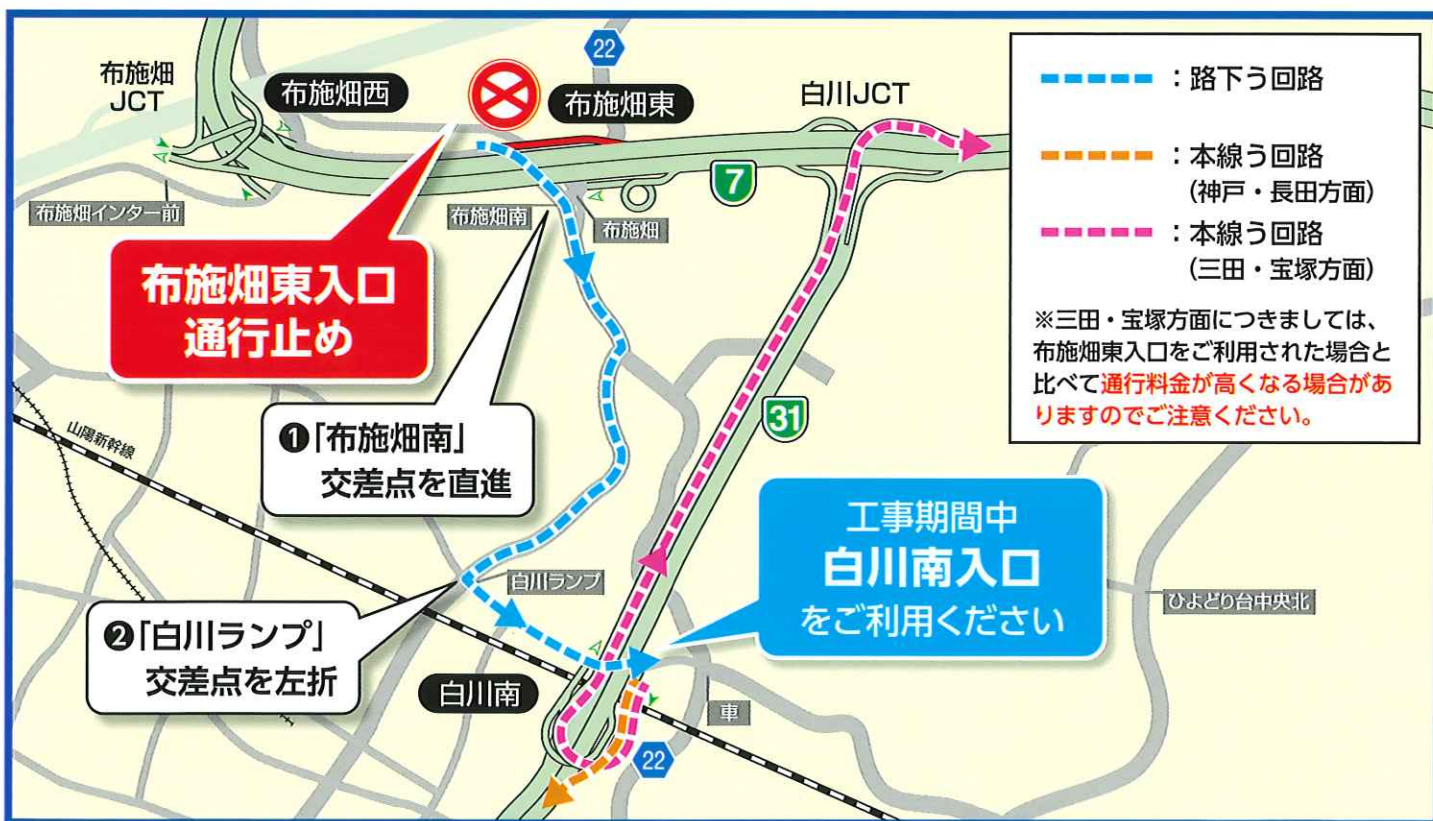 布施畑
JCT
布施畑西
22
布施畑東
白川JCT
7
布施畑インター前
布施畑南
布施畑
布施畑東入口
通行止め
❶「布施畑南」
交差点を直進
山陽新幹線
31
工事期間中
白川南入口
をご利用ください
白川ランプ
ひよどり台中央北
❷「白川ランプ」
交差点を左折
白川南
車
22
：路下う回路
：本線う回路
(神戸・長田方面)
：本線う回路
(三田・宝塚方面)
※三田・宝塚方面につきましては、
布施畑東入口をご利用された場合と
比べて通行料金が高くなる場合があ
りますのでご注意ください。